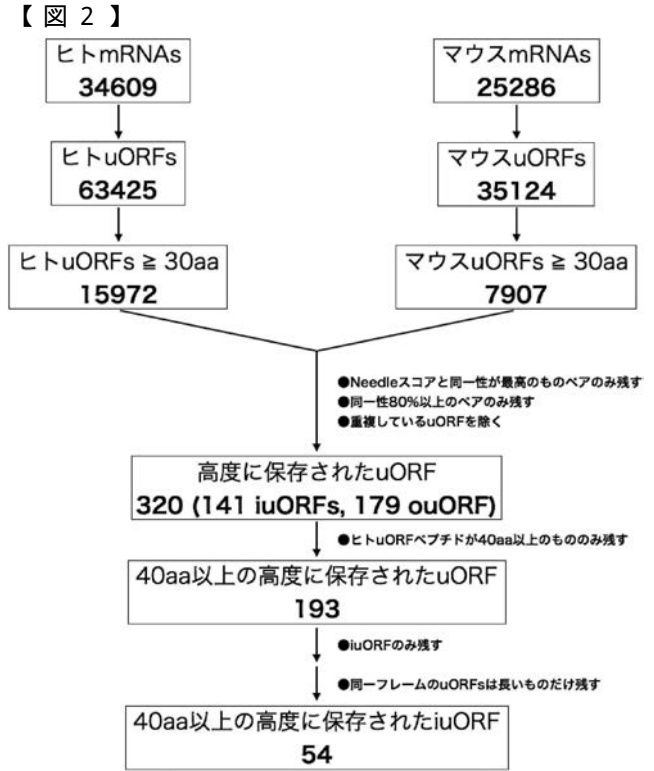 【図2】
ヒトmRNAs
34609
マウスmRNAs
25286
ヒトuORFs
63425
マウスuORFs
35124
ヒトuORFs ≧ 30aa
15972
マウスuORFs ≧ 30aa
7907
●Needleスコアと同一性が最高のものペアのみ残す
●同一性80%以上のペアのみ残す
●重複しているuORFを除く
高度に保存されたuORF
320 (141 iuORFs, 179 ouORF)
●ヒトuORFペプチドが40aa以上のもののみ残す
40aa以上の高度に保存されたuORF
193
●iuORFのみ残す
●同一フレームのuORFsは長いものだけ残す
40aa以上の高度に保存されたiuORF
54